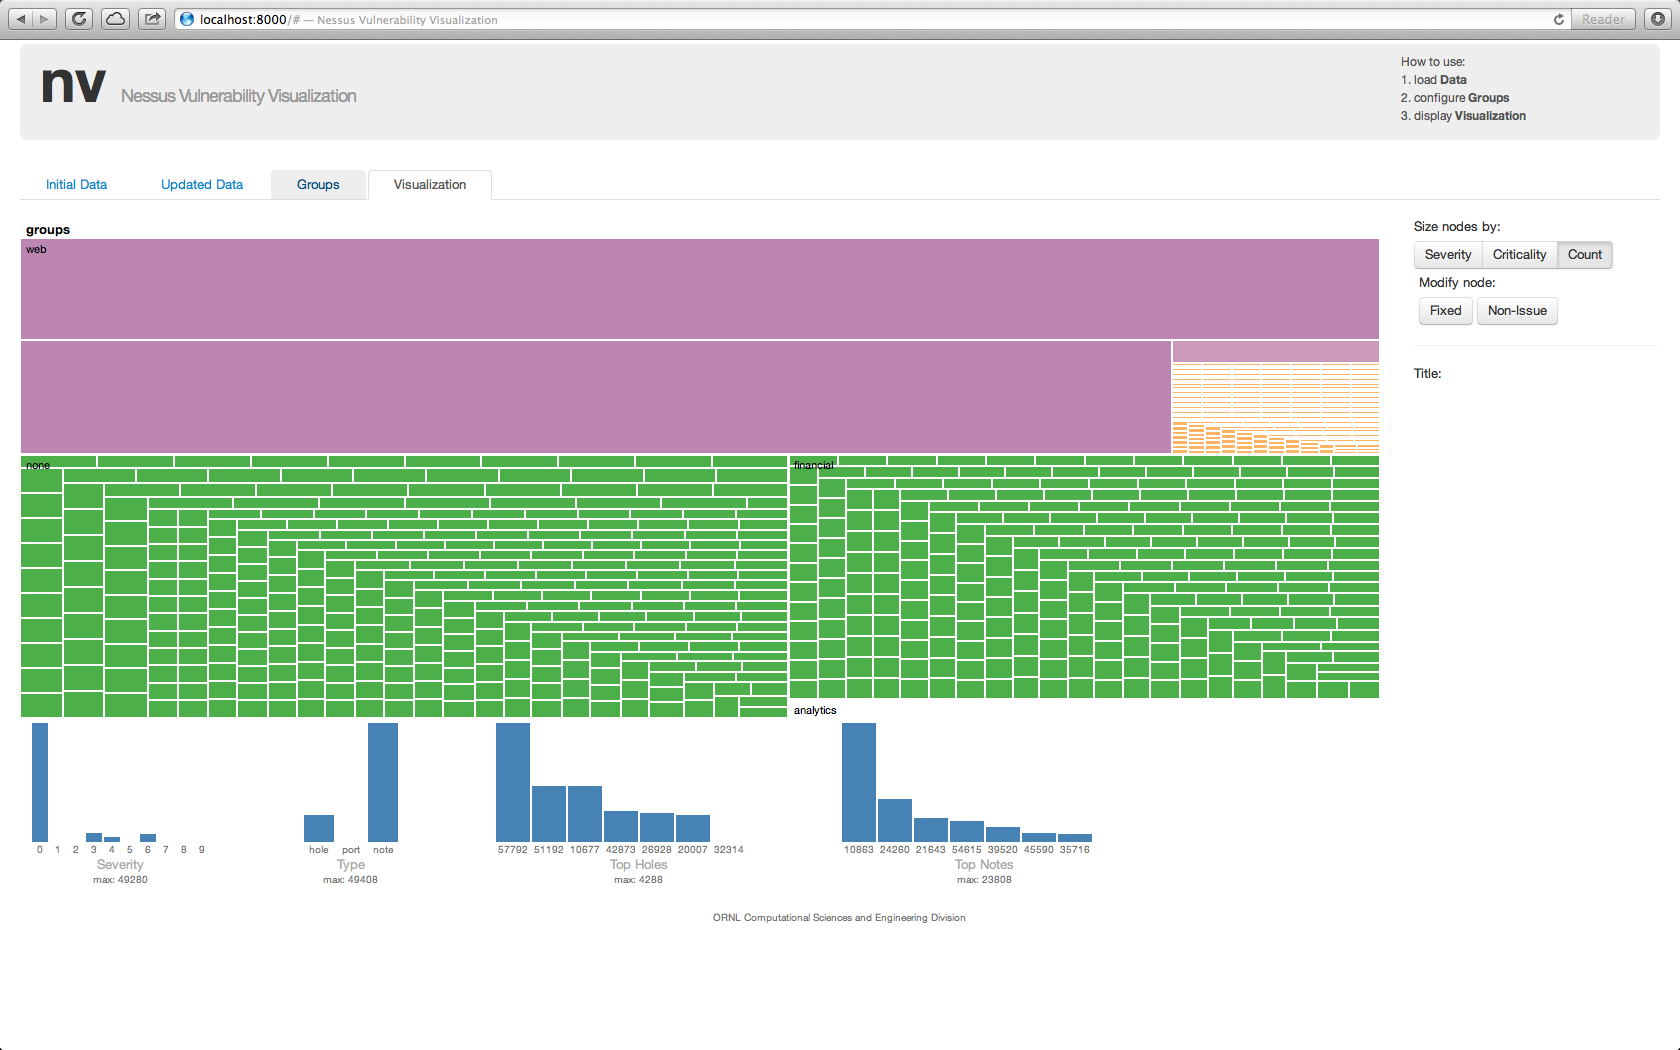 localhost:8000/# — Nessus Vulnerability Visualization
Reader
nv Nessus Vulnerability Visualization
How to use:
1. load Data
2. configure Groups
3. display Visualization
Initial Data Updated Data Groups Visualization
groups
web
Size nodes by:
Severity Criticality Count
Modify node:
Fixed Non-Issue
Title:
none financial
analytics
0 1 2 3 4 5 6 7 8 9
Severity
max: 49280
hole port note
Type
max: 49408
57792 51192 10677 42873 26928 20007 32314
Top Holes
max: 4288
10863 24260 21643 54615 39520 45590 35716
Top Notes
max: 23808
ORNL Computational Sciences and Engineering Division